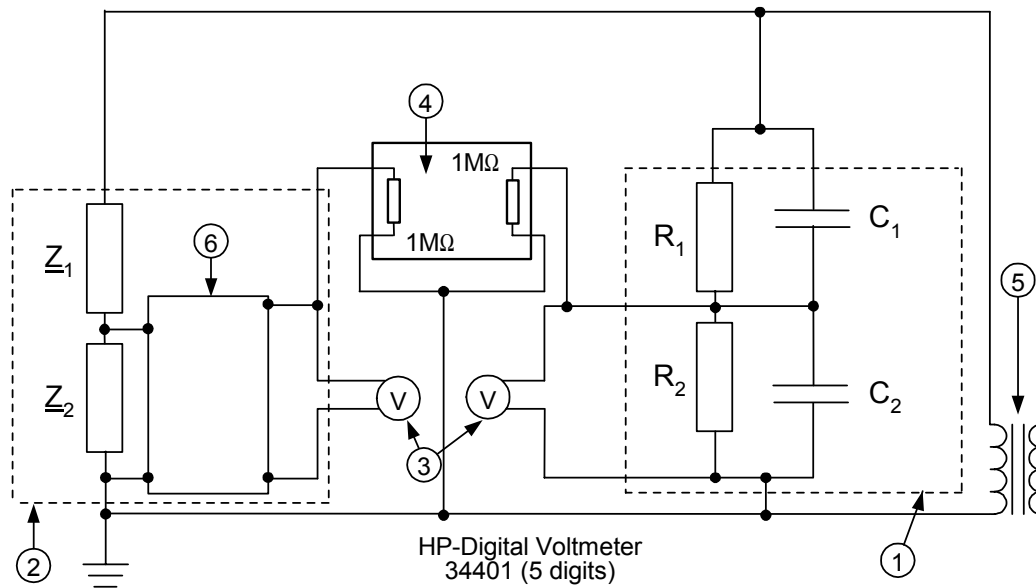 4
1MΩ
1MΩ
6
Z1
Z2
V
V
3
R1
C1
R2
C2
5
2
HP-Digital Voltmeter
34401 (5 digits)
1